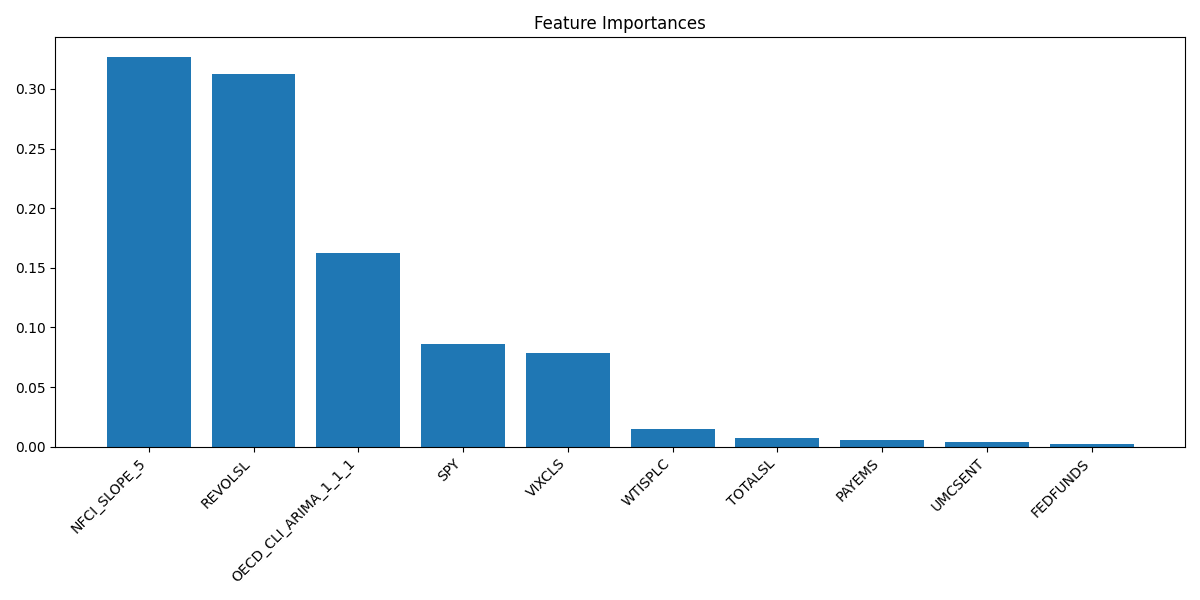 Feature Importances
0.30
0.25
0.20
0.15
0.10
0.05
0.00
NFCI_SLOPE_5
REVOLSL
OECD_CLI_ARIMA_1_1_1
SPY
VIXCLS
WTISPLC
TOTALSL
PAYEMS
UMCSENT
FEDFUNDS